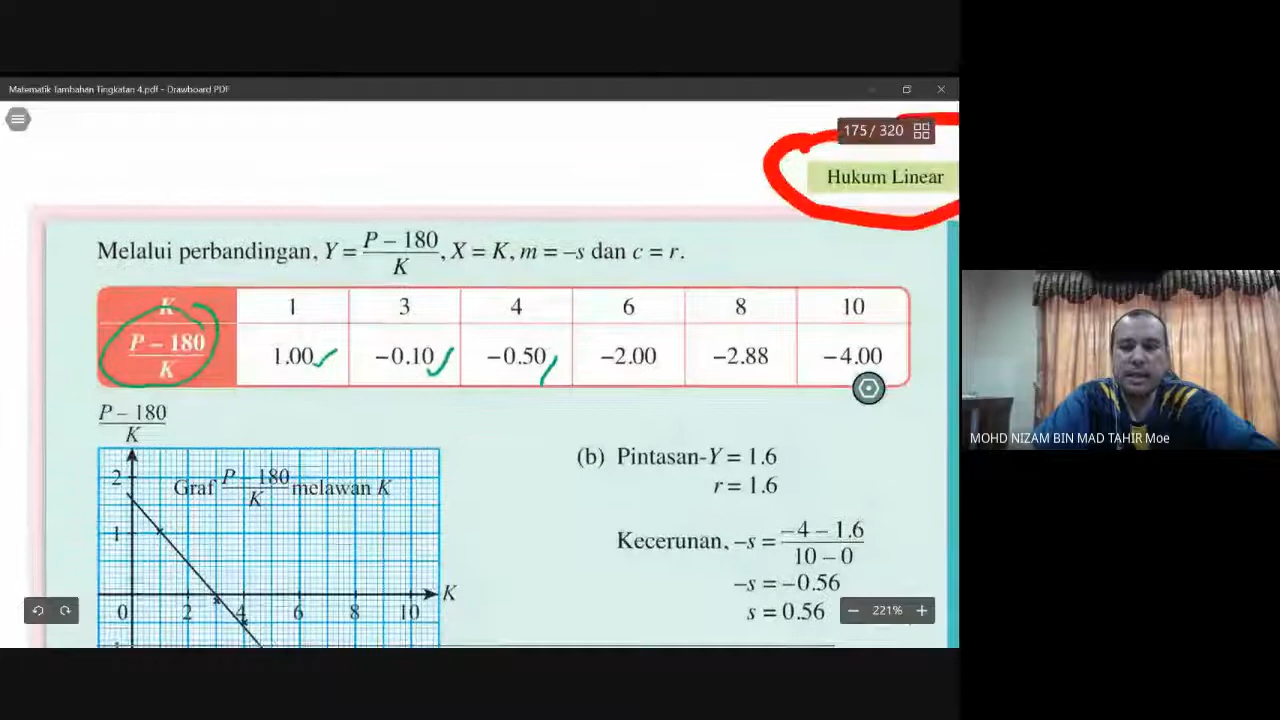 Matematik Tambahan Tingkatan 4.pdf - Drawboard PDF
175 / 320
Hukum Linear
Melalui perbandingan, Y = (P – 180)/K, X = K, m = –s dan c = r.
K 1 3 4 6 8 10
(P – 180)/K 1.00 –0.10 –0.50 –2.00 –2.88 –4.00
(P – 180)/K
2
Graf (P – 180)/K melawan K
1
0 2 4 6 8 10 K
(b) Pintasan-Y = 1.6
r = 1.6
Kecerunan, –s = (–4 – 1.6)/(10 – 0)
–s = –0.56
s = 0.56
221%
MOHD NIZAM BIN MAD TAHIR Moe